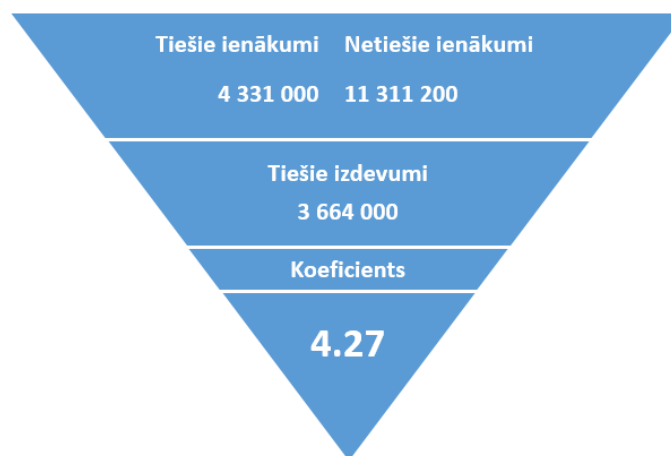 Tiešie ienākumi Netiešie ienākumi
4 331 000 11 311 200
Tiešie izdevumi
3 664 000
Koeficients
4.27